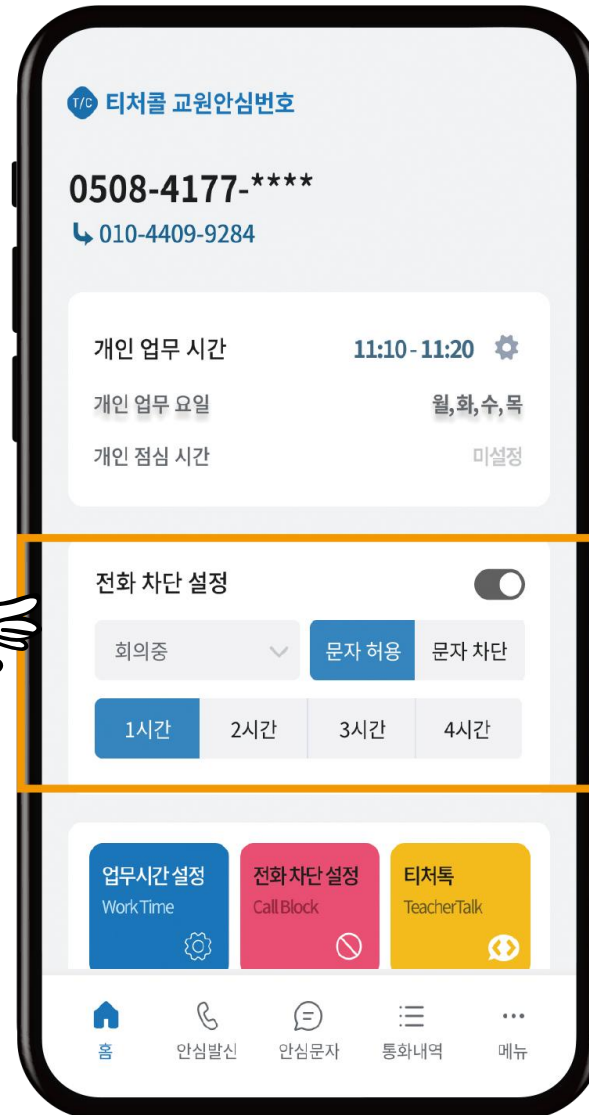 T/C 티처콜 교원안심번호
0508-4177-****
010-4409-9284
개인 업무 시간 11:10 - 11:20
개인 업무 요일 월,화,수,목
개인 점심 시간 미설정
전화 차단 설정
회의중 문자 허용 문자 차단
1시간 2시간 3시간 4시간
업무시간 설정 전화 차단 설정 티처톡
Work Time Call Block TeacherTalk
홈 안심발신 안심문자 통화내역 메뉴